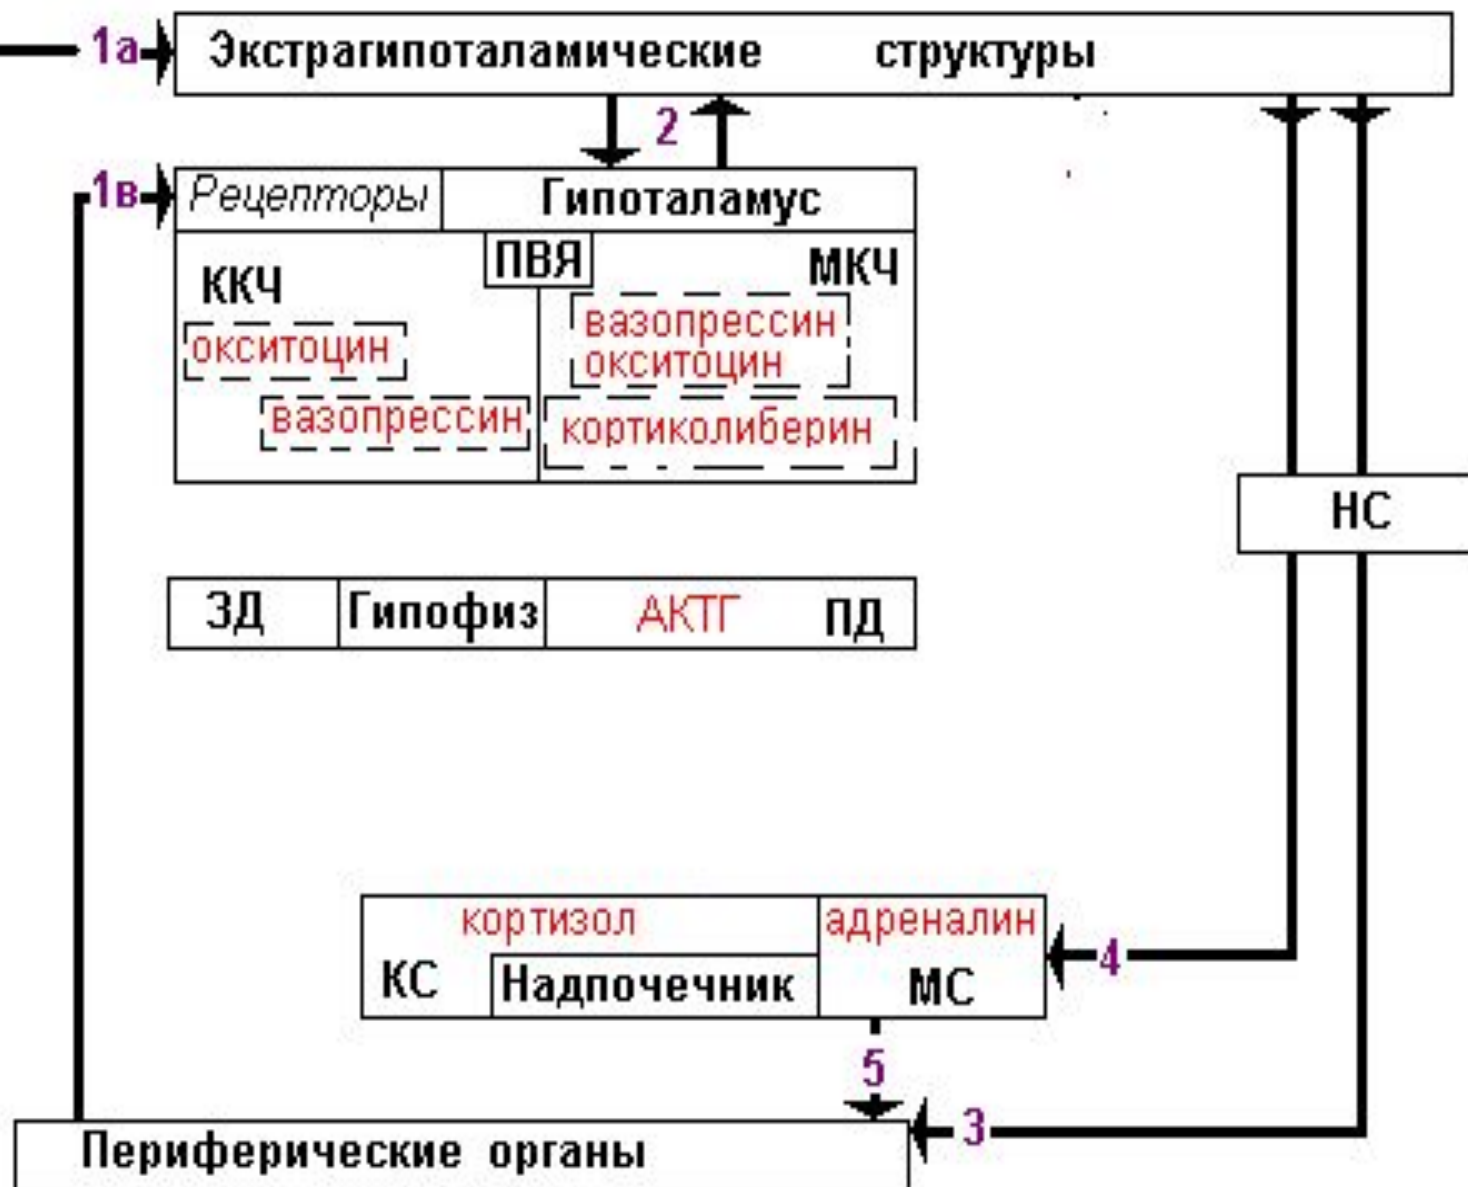 1а Экстрагипоталамические структуры
2
1в Рецепторы Гипоталамус
ПВЯ
ККЧ МКЧ
окситоцин
вазопрессин
вазопрессин
окситоцин
кортиколиберин
НС
ЗД Гипофиз АКТГ ПД
кортизол адреналин
КС Надпочечник МС
4
5
3
Периферические органы